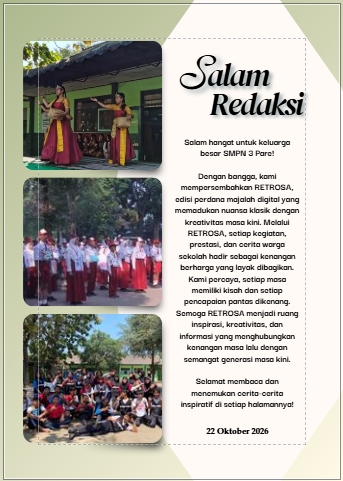 Salam
Redaksi
Salam hangat untuk keluarga
besar SMPN 3 Pare!
Dengan bangga, kami
mempersembahkan RETROSA,
edisi perdana majalah digital yang
memadukan nuansa klasik dengan
kreativitas masa kini. Melalui
RETROSA, setiap kegiatan,
prestasi, dan cerita warga
sekolah hadir sebagai kenangan
berharga yang layak dibagikan.
Kami percaya, setiap masa
memiliki kisah dan setiap
pencapaian pantas dikenang.
Semoga RETROSA menjadi ruang
inspirasi, kreativitas, dan
informasi yang menghubungkan
kenangan masa lalu dengan
semangat generasi masa kini.
Selamat membaca dan
menemukan cerita-cerita
inspiratif di setiap halamannya!
22 Oktober 2026